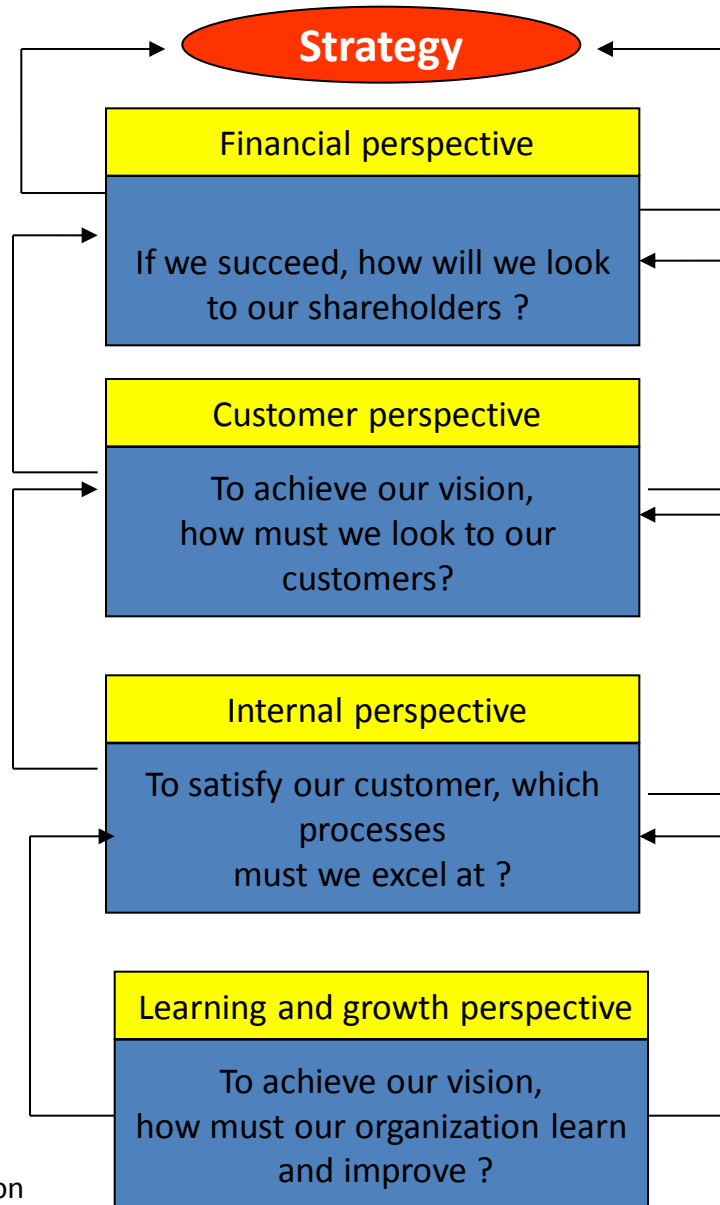 Strategy
Financial perspective
If we succeed, how will we look
to our shareholders ?
Customer perspective
To achieve our vision,
how must we look to our
customers?
Internal perspective
To satisfy our customer, which
processes
must we excel at ?
Learning and growth perspective
To achieve our vision,
how must our organization learn
and improve ?
on